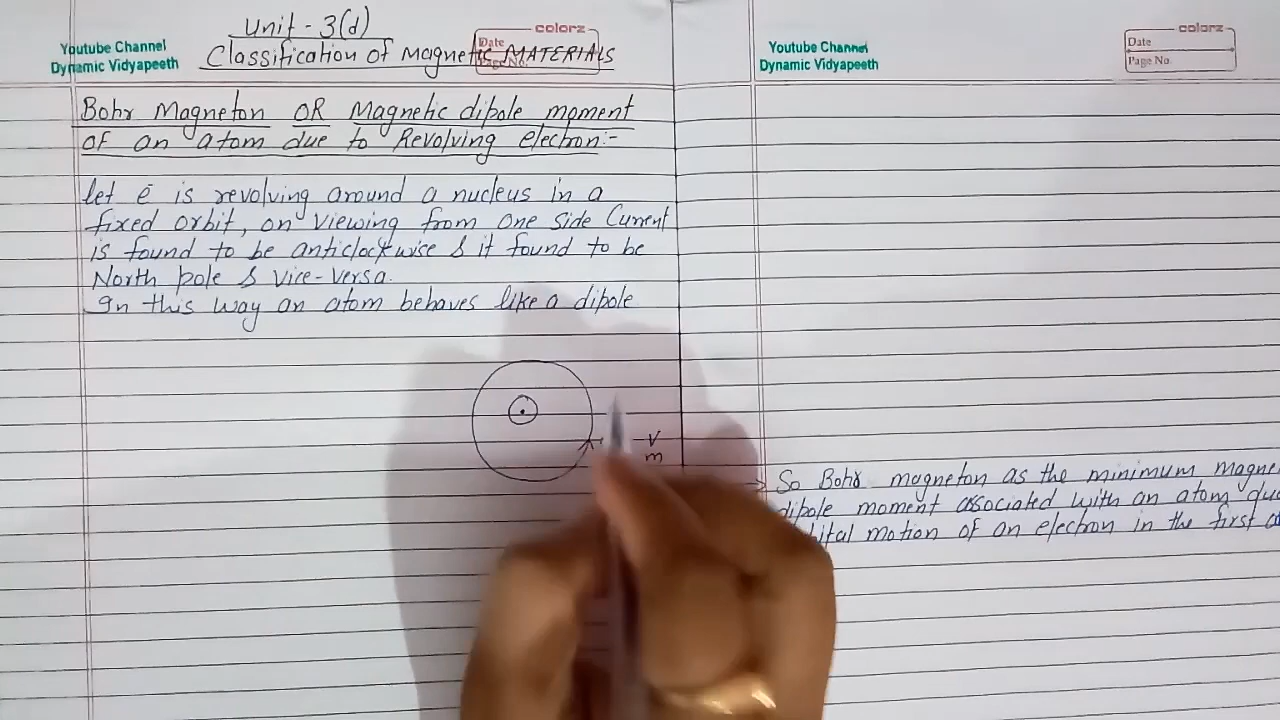 Unit - 3(d)
Classification of Magnetic MATERIALS
colorz
Date
Page No.
Youtube Channel
Dynamic Vidyapeeth
Bohr Magneton OR Magnetic dipole moment
of an atom due to Revolving electron:-
let e is revolving around a nucleus in a
fixed orbit, on viewing from one side Current
is found to be anticlockwise & it found to be
North pole & vice-versa.
In this way an atom behaves like a dipole
V
m
Youtube Channel
Dynamic Vidyapeeth
colorz
Date
Page No.
So Bohr magneton as the minimum magne
dipole moment associated with an atom due
bital motion of an electron in the first